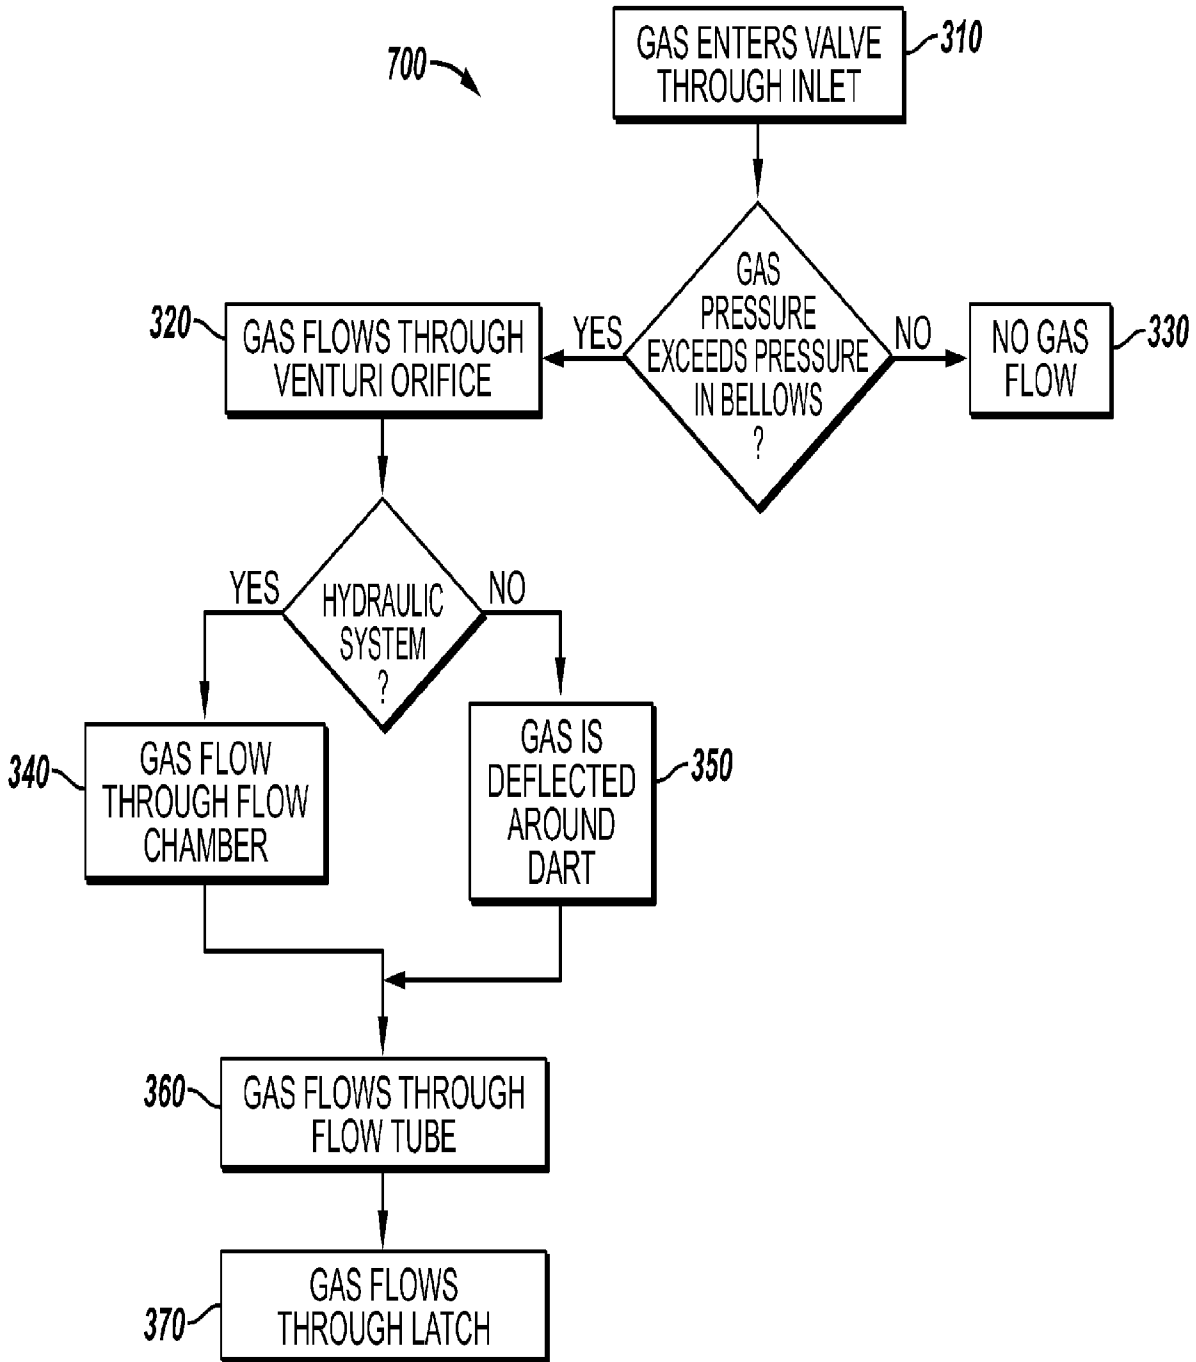 700
GAS ENTERS VALVE
THROUGH INLET
310
GAS
PRESSURE
EXCEEDS PRESSURE
IN BELLOWS
?
YES
NO
320
GAS FLOWS THROUGH
VENTURI ORIFICE
NO GAS
FLOW
330
HYDRAULIC
SYSTEM
?
YES
NO
340
GAS FLOW
THROUGH FLOW
CHAMBER
GAS IS
DEFLECTED
AROUND
DART
350
360
GAS FLOWS THROUGH
FLOW TUBE
370
GAS FLOWS
THROUGH LATCH